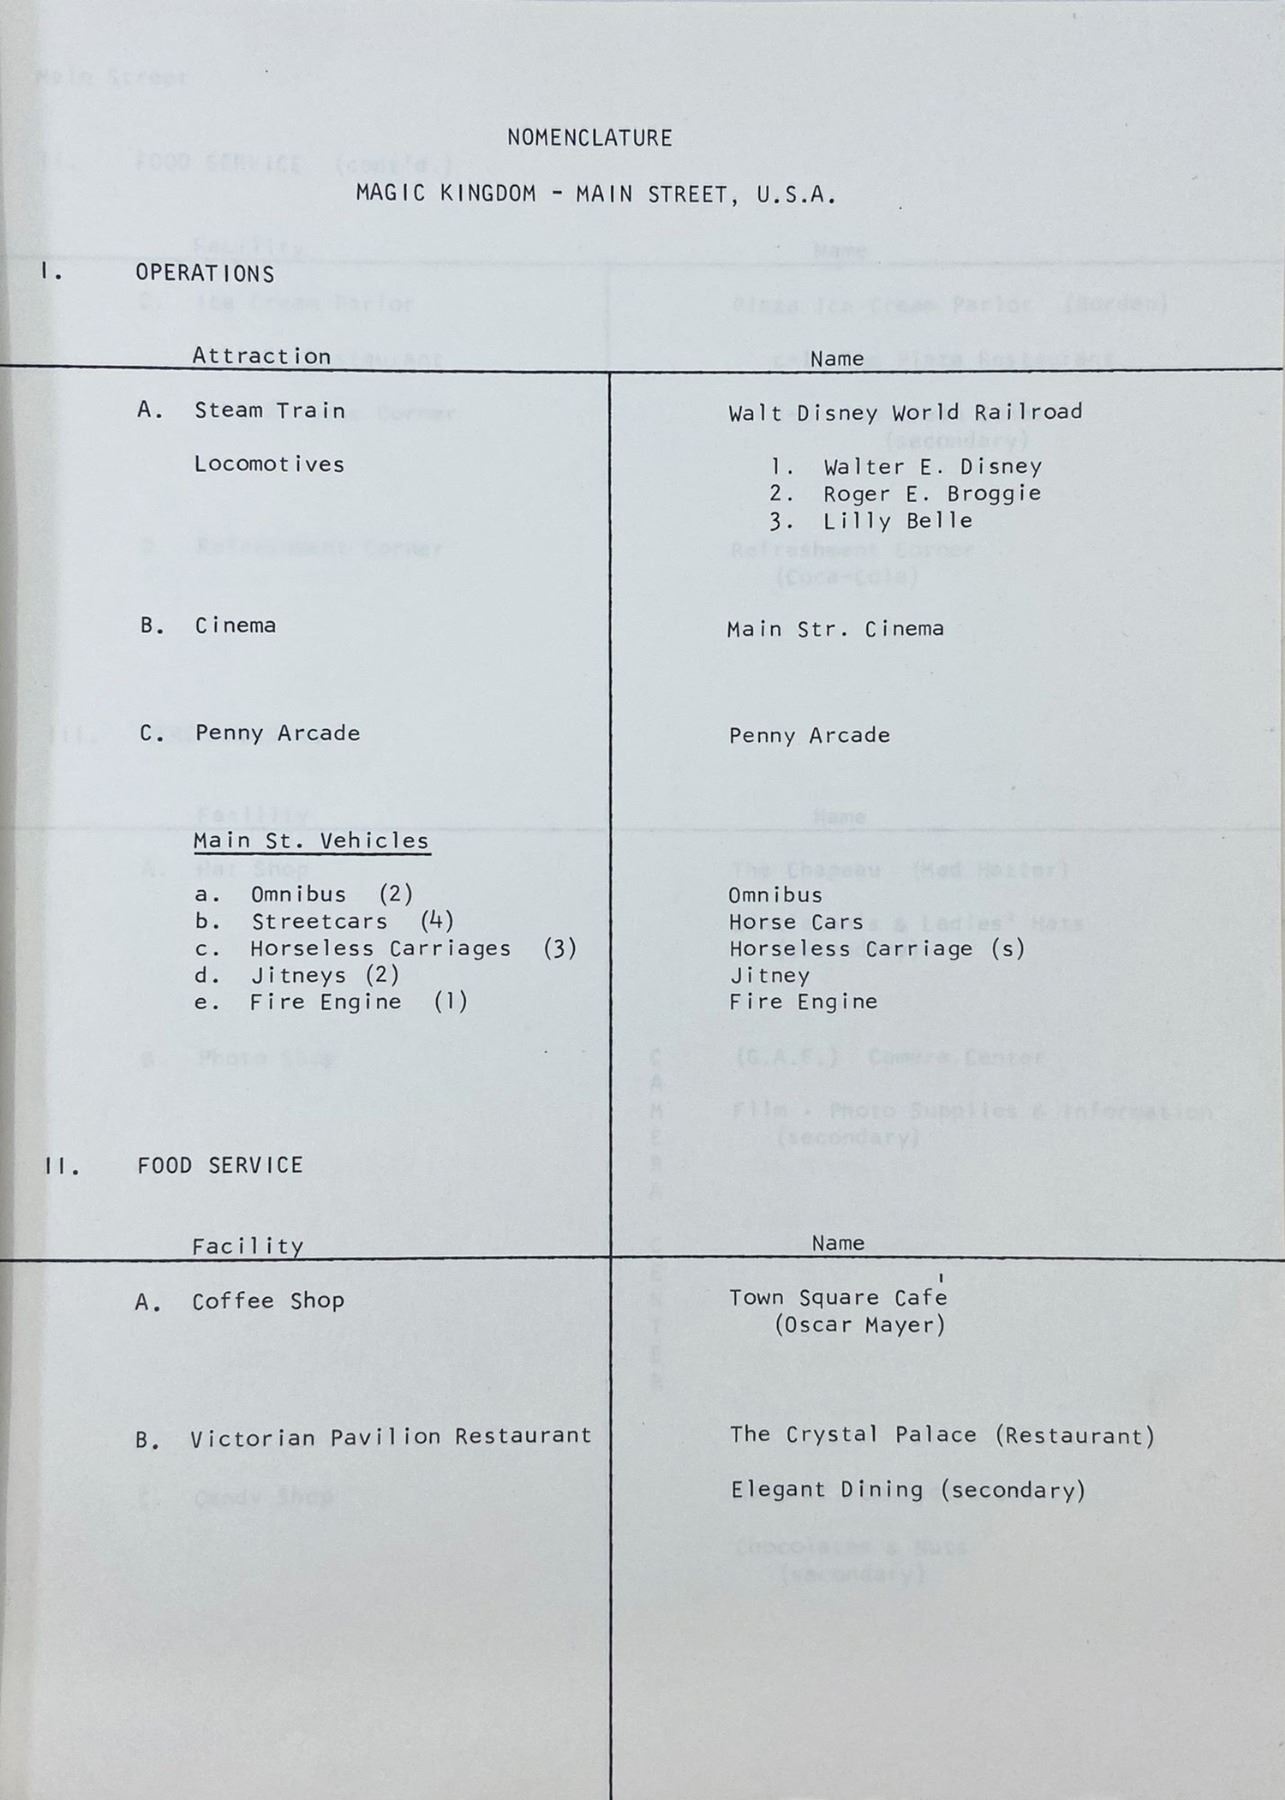 NOMENCLATURE
MAGIC KINGDOM - MAIN STREET, U.S.A.
I. OPERATIONS
Attraction Name
A. Steam Train Walt Disney World Railroad
Locomotives 1. Walter E. Disney
2. Roger E. Broggie
3. Lilly Belle
B. Cinema Main Str. Cinema
C. Penny Arcade Penny Arcade
Main St. Vehicles
a. Omnibus (2) Omnibus
b. Streetcars (4) Horse Cars
c. Horseless Carriages (3) Horseless Carriage (s)
d. Jitneys (2) Jitney
e. Fire Engine (1) Fire Engine
II. FOOD SERVICE
Facility Name
A. Coffee Shop Town Square Café
(Oscar Mayer)
B. Victorian Pavilion Restaurant The Crystal Palace (Restaurant)
Elegant Dining (secondary)